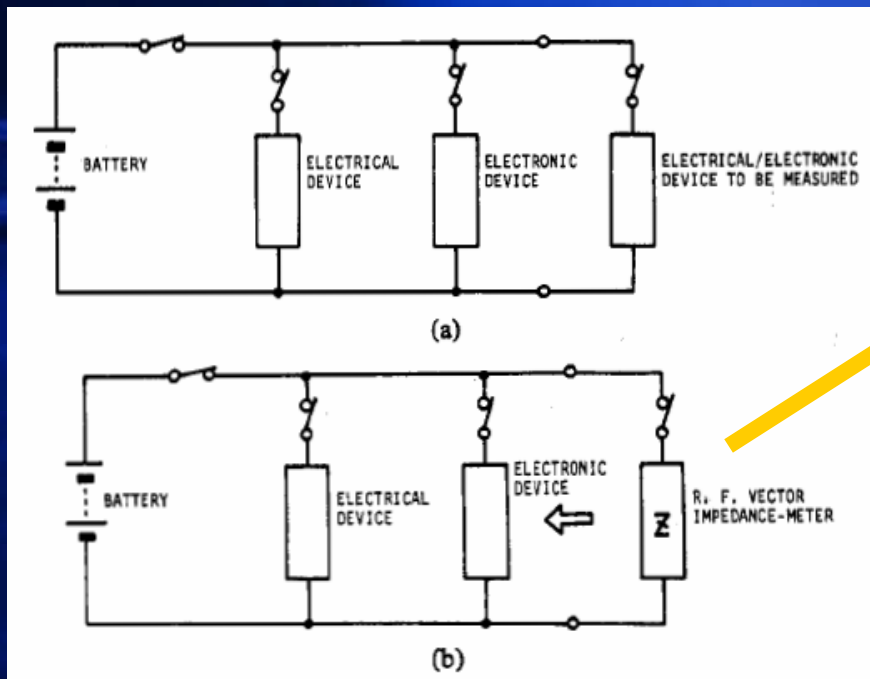 BATTERY
ELECTRICAL
DEVICE
ELECTRONIC
DEVICE
ELECTRICAL/ELECTRONIC
DEVICE TO BE MEASURED
(a)
BATTERY
ELECTRICAL
DEVICE
ELECTRONIC
DEVICE
Z
R. F. VECTOR
IMPEDANCE-METER
(b)